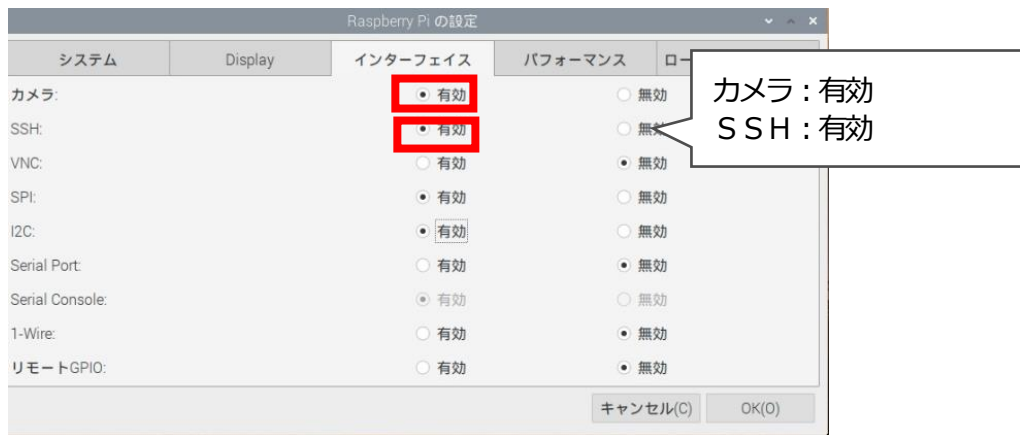 Raspberry Pi の設定
システム Display インターフェイス パフォーマンス ロー
カメラ: 有効 無効
SSH: 有効
VNC: 有効 無効
SPI: 有効 無効
I2C: 有効 無効
Serial Port: 有効 無効
Serial Console: 有効 無効
1-Wire: 有効 無効
リモートGPIO: 有効 無効
キャンセル(C) OK(O)
カメラ:有効
SSH:有効